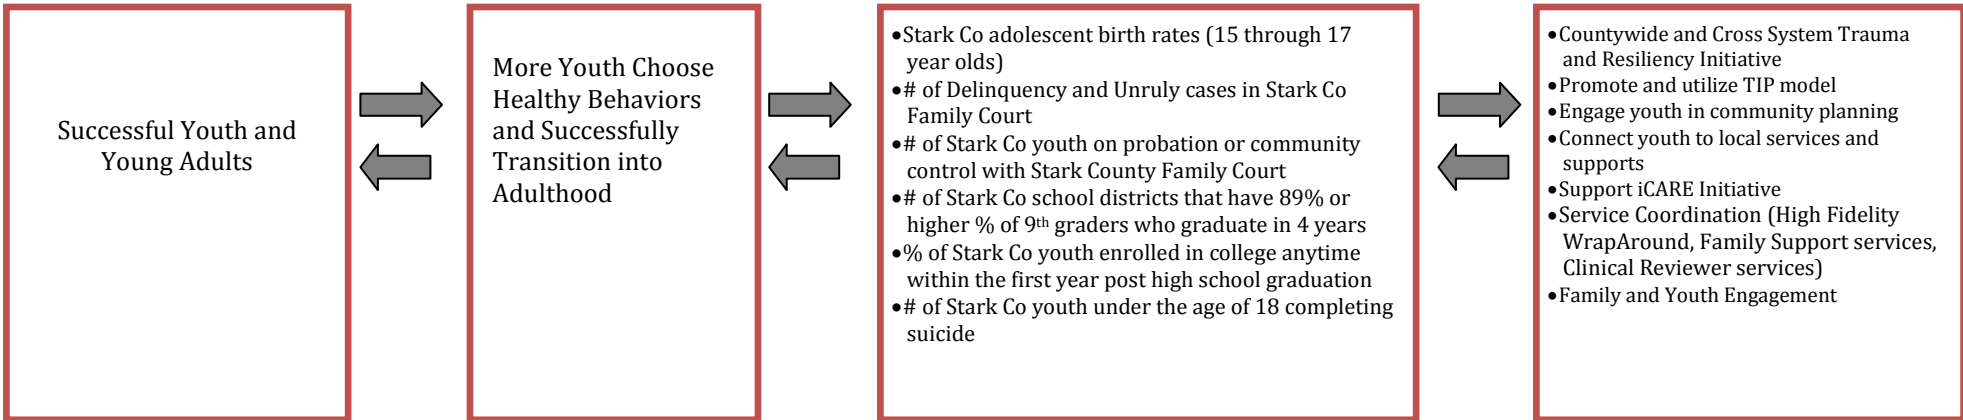 Successful Youth and
Young Adults
More Youth Choose
Healthy Behaviors
and Successfully
Transition into
Adulthood
•Stark Co adolescent birth rates (15 through 17
year olds)
•# of Delinquency and Unruly cases in Stark Co
Family Court
•# of Stark Co youth on probation or community
control with Stark County Family Court
•# of Stark Co school districts that have 89% or
higher % of 9th graders who graduate in 4 years
•% of Stark Co youth enrolled in college anytime
within the first year post high school graduation
•# of Stark Co youth under the age of 18 completing
suicide
•Countywide and Cross System Trauma
and Resiliency Initiative
•Promote and utilize TIP model
•Engage youth in community planning
•Connect youth to local services and
supports
•Support iCARE Initiative
•Service Coordination (High Fidelity
WrapAround, Family Support services,
Clinical Reviewer services)
•Family and Youth Engagement